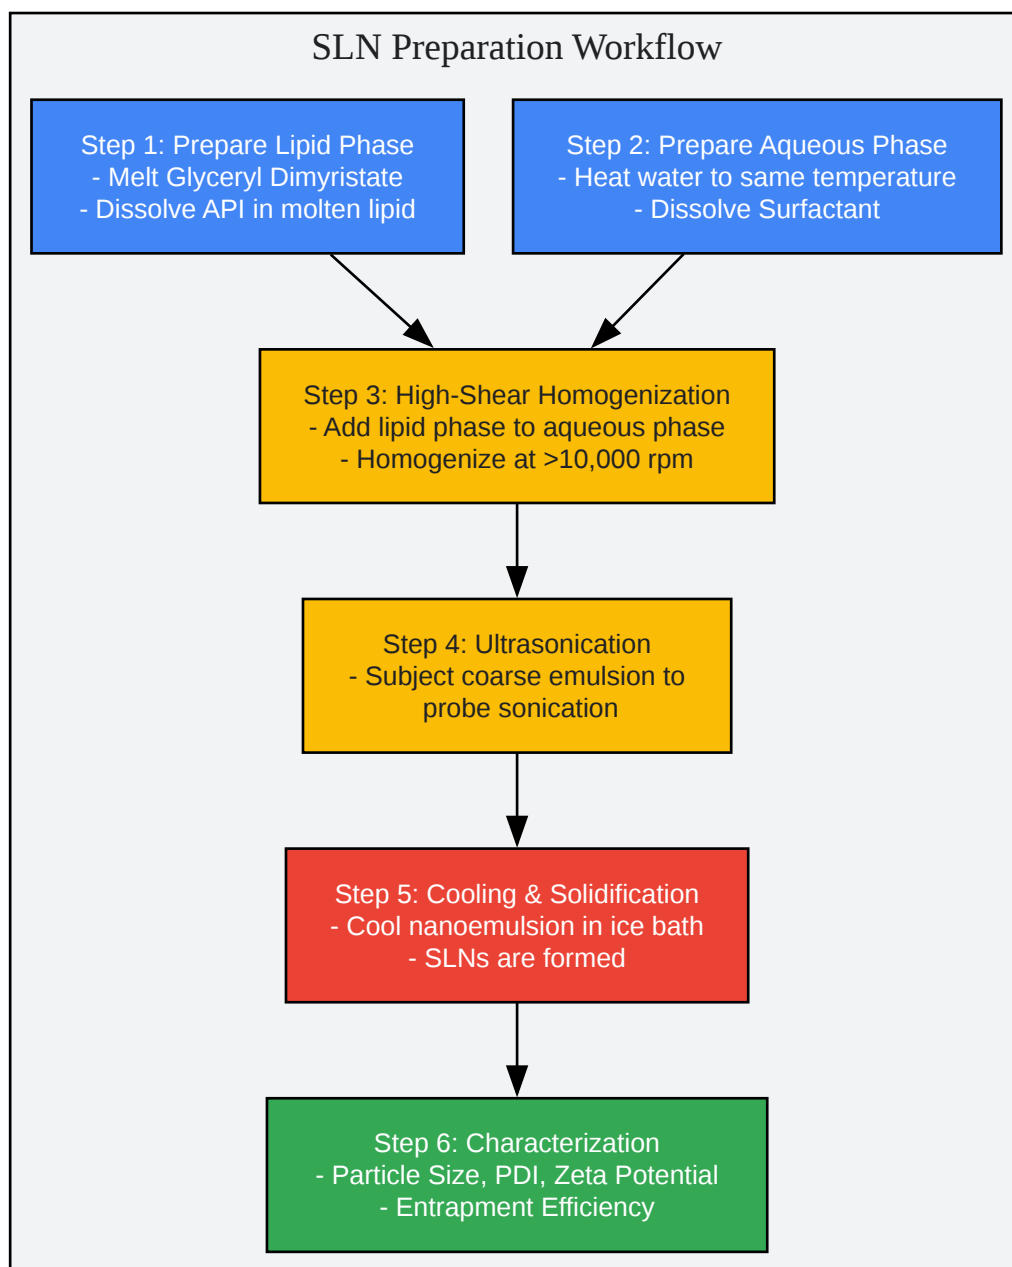 SLN Preparation Workflow
Step 1: Prepare Lipid Phase
- Melt Glyceryl Dimyristate
- Dissolve API in molten lipid
Step 2: Prepare Aqueous Phase
- Heat water to same temperature
- Dissolve Surfactant
Step 3: High-Shear Homogenization
- Add lipid phase to aqueous phase
- Homogenize at >10,000 rpm
Step 4: Ultrasonication
- Subject coarse emulsion to
probe sonication
Step 5: Cooling & Solidification
- Cool nanoemulsion in ice bath
- SLNs are formed
Step 6: Characterization
- Particle Size, PDI, Zeta Potential
- Entrapment Efficiency